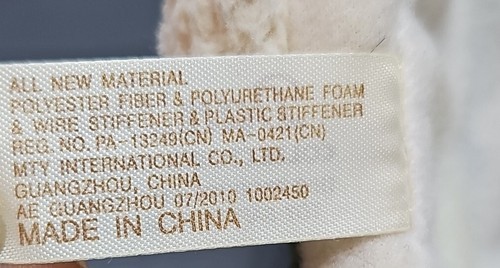 ALL NEW MATERIAL
POLYESTER FIBER & POLYURETHANE FOAM
& WIRE STIFFENER & PLASTIC STIFFENER
REG. NO. PA-13249(CN) MA-0421(CN)
MTY INTERNATIONAL CO., LTD.
GUANGZHOU, CHINA
AE GUANGZHOU 07/2010 1002450
MADE IN CHINA